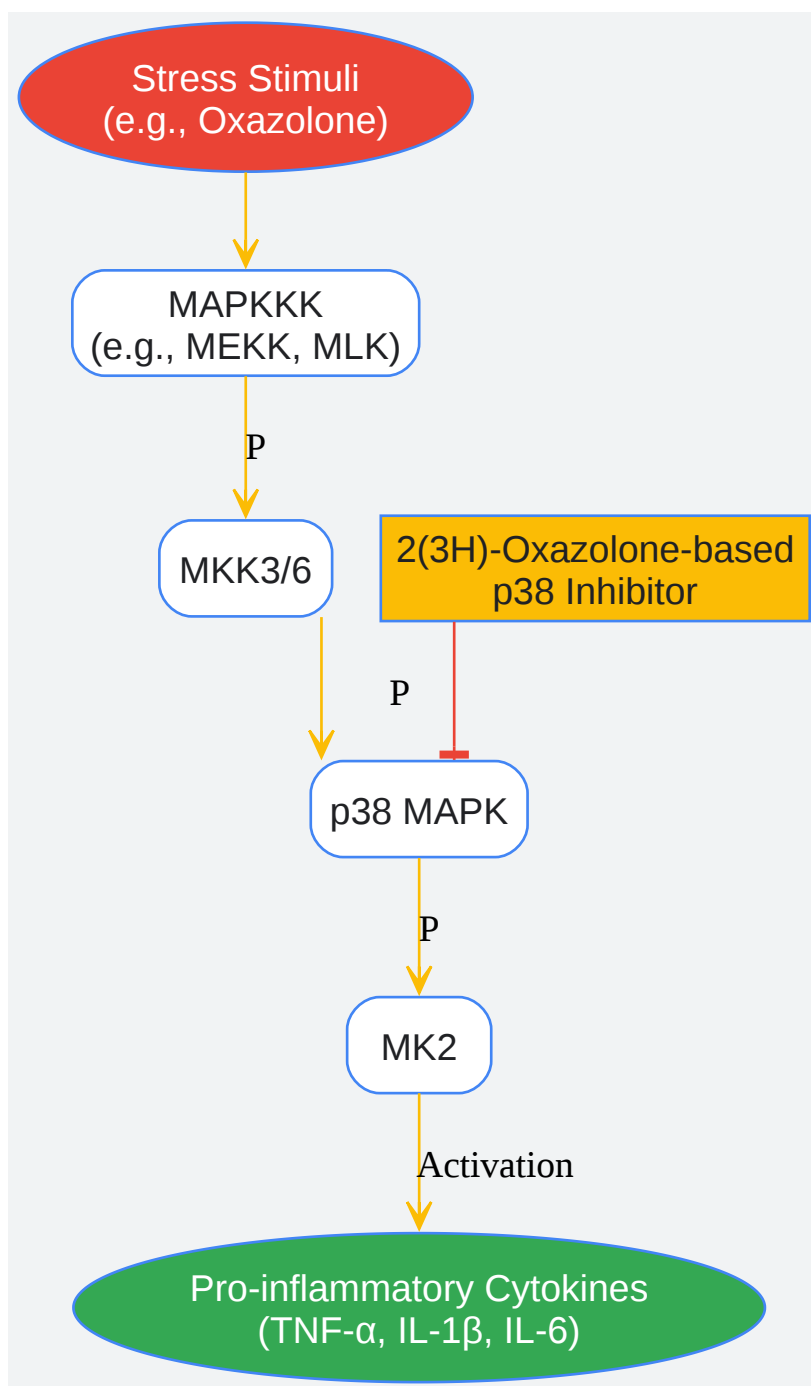 Stress Stimuli
(e.g., Oxazolone)
MAPKKK
(e.g., MEKK, MLK)
P
MKK3/6
2(3H)-Oxazolone-based
p38 Inhibitor
P
p38 MAPK
P
MK2
Activation
Pro-inflammatory Cytokines
(TNF-α, IL-1β, IL-6)